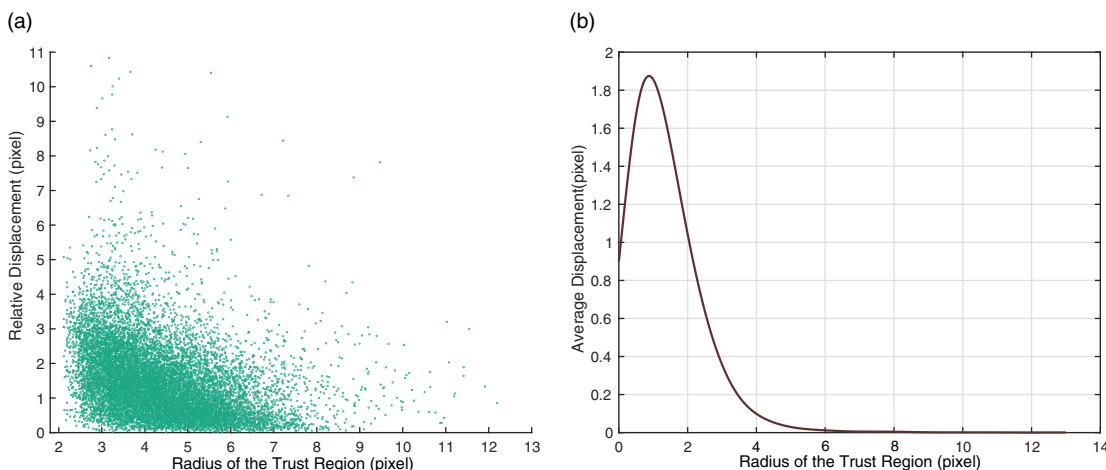 (a)
(b)
11
10
9
8
7
6
5
4
3
2
1
0
Relative Displacement (pixel)
2 3 4 5 6 7 8 9 10 11 12 13
Radius of the Trust Region (pixel)
2
1.8
1.6
1.4
1.2
1
0.8
0.6
0.4
0.2
0
Average Displacement(pixel)
0 2 4 6 8 10 12 14
Radius of the Trust Region (pixel)